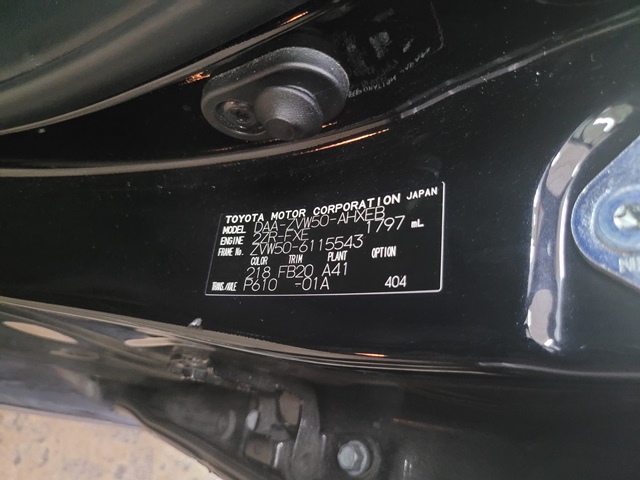 TOYOTA MOTOR CORPORATION JAPAN
MODEL DAA-ZVW50-AHXEB
ENGINE 2ZR-FXE 1797 mL
FRAME No. ZVW50-6115543
COLOR TRIM PLANT OPTION
218 FB20 A41
TRANS./AXLE P610 -01A 404